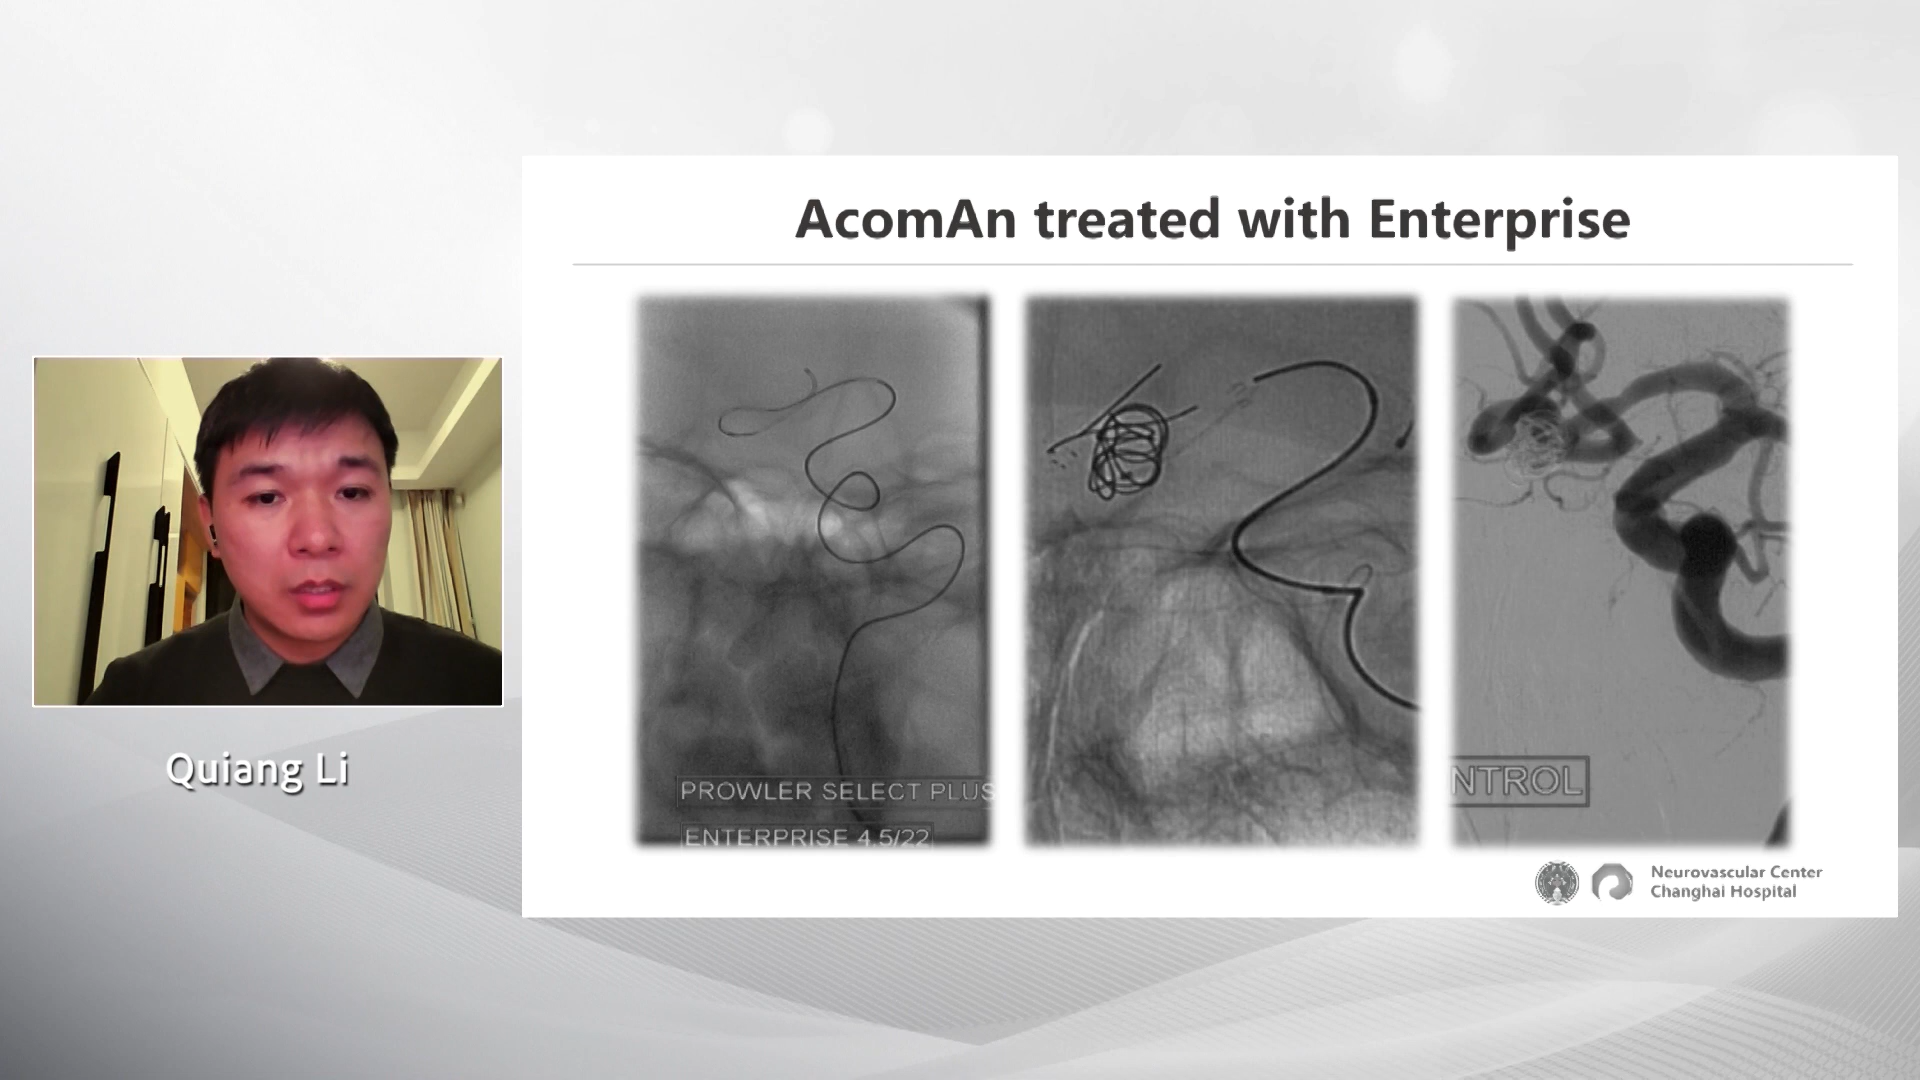 AcomAn treated with Enterprise
PROWLER SELECT PLUS
ENTERPRISE 4.5/22
NTROL
Quiang Li
Neurovascular Center
Changhai Hospital